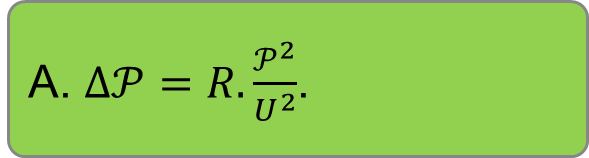 A. Δ𝒫 = R.𝒫²/U².